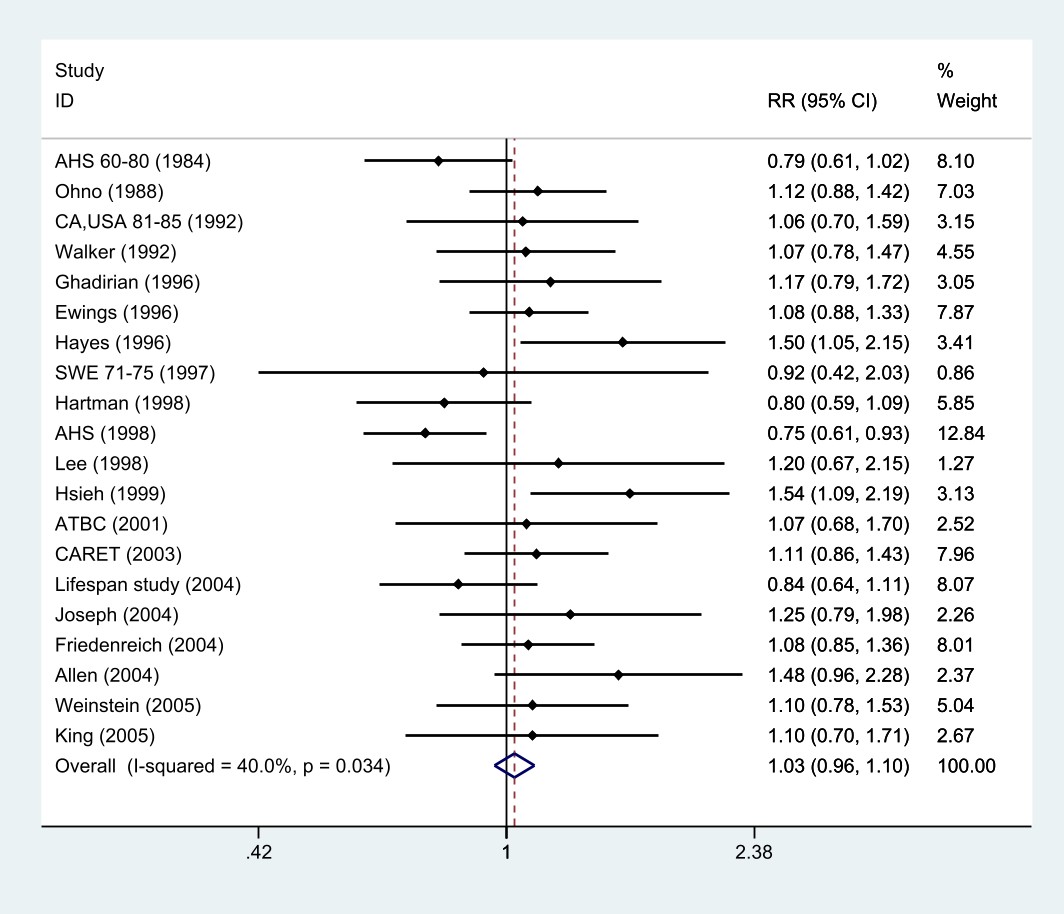 Study %
ID RR (95% CI) Weight
AHS 60-80 (1984) 0.79 (0.61, 1.02) 8.10
Ohno (1988) 1.12 (0.88, 1.42) 7.03
CA,USA 81-85 (1992) 1.06 (0.70, 1.59) 3.15
Walker (1992) 1.07 (0.78, 1.47) 4.55
Ghadirian (1996) 1.17 (0.79, 1.72) 3.05
Ewings (1996) 1.08 (0.88, 1.33) 7.87
Hayes (1996) 1.50 (1.05, 2.15) 3.41
SWE 71-75 (1997) 0.92 (0.42, 2.03) 0.86
Hartman (1998) 0.80 (0.59, 1.09) 5.85
AHS (1998) 0.75 (0.61, 0.93) 12.84
Lee (1998) 1.20 (0.67, 2.15) 1.27
Hsieh (1999) 1.54 (1.09, 2.19) 3.13
ATBC (2001) 1.07 (0.68, 1.70) 2.52
CARET (2003) 1.11 (0.86, 1.43) 7.96
Lifespan study (2004) 0.84 (0.64, 1.11) 8.07
Joseph (2004) 1.25 (0.79, 1.98) 2.26
Friedenreich (2004) 1.08 (0.85, 1.36) 8.01
Allen (2004) 1.48 (0.96, 2.28) 2.37
Weinstein (2005) 1.10 (0.78, 1.53) 5.04
King (2005) 1.10 (0.70, 1.71) 2.67
Overall (I-squared = 40.0%, p = 0.034) 1.03 (0.96, 1.10) 100.00
.42 1 2.38